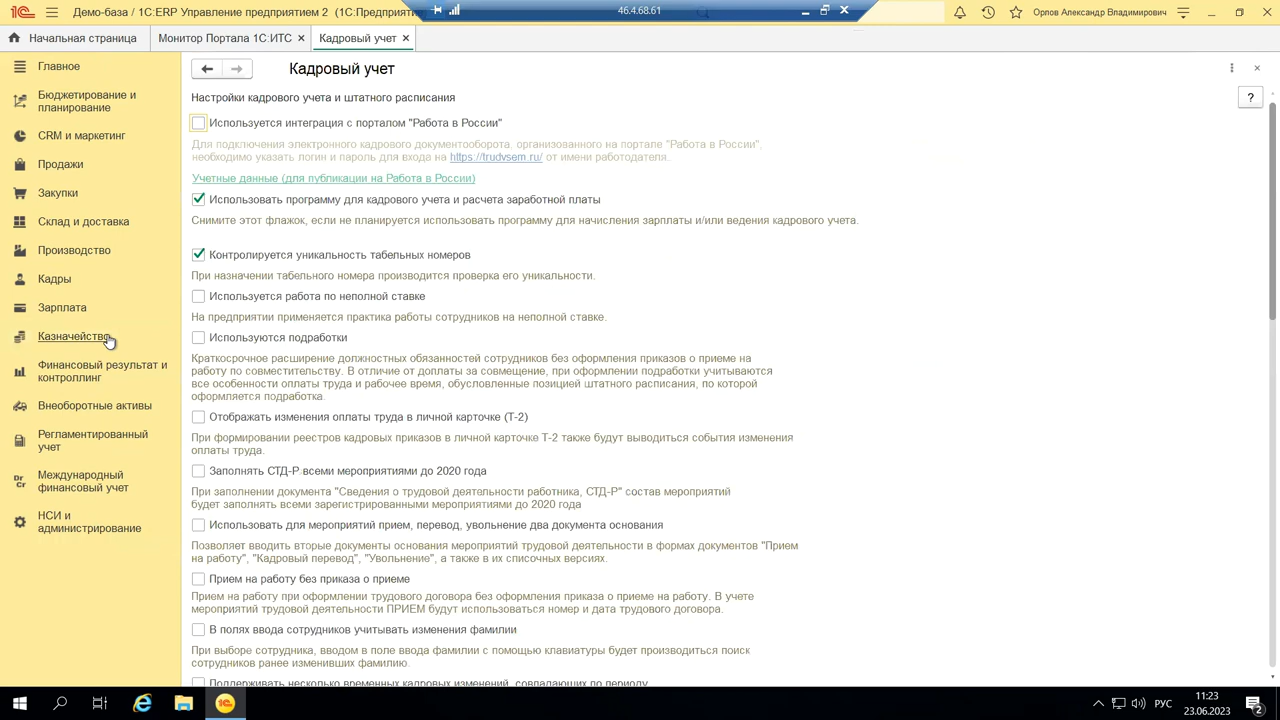 Демо-база / 1С:ERP Управление предприятием 2 (1С:Предприятие
46.4.68.61
Орлов Александр Владимирович
Начальная страница
Монитор Портала 1С:ИТС ×
Кадровый учет ×
Главное
Бюджетирование и
планирование
CRM и маркетинг
Продажи
Закупки
Склад и доставка
Производство
Кадры
Зарплата
Казначейство
Финансовый результат и
контроллинг
Внеоборотные активы
Регламентированный
учет
Dr
Cr
Международный
финансовый учет
НСИ и
администрирование
Кадровый учет
Настройки кадрового учета и штатного расписания
?
Используется интеграция с порталом "Работа в России"
Для подключения электронного кадрового документооборота, организованного на портале "Работа в России",
необходимо указать логин и пароль для входа на https://trudvsem.ru/ от имени работодателя..
Учетные данные (для публикации на Работа в России)
Использовать программу для кадрового учета и расчета заработной платы
Снимите этот флажок, если не планируется использовать программу для начисления зарплаты и/или ведения кадрового учета.
Контролируется уникальность табельных номеров
При назначении табельного номера производится проверка его уникальности.
Используется работа по неполной ставке
На предприятии применяется практика работы сотрудников на неполной ставке.
Используются подработки
Краткосрочное расширение должностных обязанностей сотрудников без оформления приказов о приеме на
работу по совместительству. В отличие от доплаты за совмещение, при оформлении подработки учитываются
все особенности оплаты труда и рабочее время, обусловленные позицией штатного расписания, по которой
оформляется подработка.
Отображать изменения оплаты труда в личной карточке (Т-2)
При формировании реестров кадровых приказов в личной карточке Т-2 также будут выводиться события изменения
оплаты труда.
Заполнять СТД-Р всеми мероприятиями до 2020 года
При заполнении документа "Сведения о трудовой деятельности работника, СТД-Р" состав мероприятий
будет заполнять всеми зарегистрированными мероприятиями до 2020 года
Использовать для мероприятий прием, перевод, увольнение два документа основания
Позволяет вводить вторые документы основания мероприятий трудовой деятельности в формах документов "Прием
на работу", "Кадровый перевод", "Увольнение", а также в их списочных версиях.
Прием на работу без приказа о приеме
Прием на работу при оформлении трудового договора без оформления приказа о приеме на работу. В учете
мероприятий трудовой деятельности ПРИЕМ будут использоваться номер и дата трудового договора.
В полях ввода сотрудников учитывать изменения фамилии
При выборе сотрудника, вводом в поле ввода фамилии с помощью клавиатуры будет производиться поиск
сотрудников ранее изменивших фамилию.
Поддерживать несколько временных кадровых изменений, совпадающих по периоду
РУС
11:23
23.06.2023
2